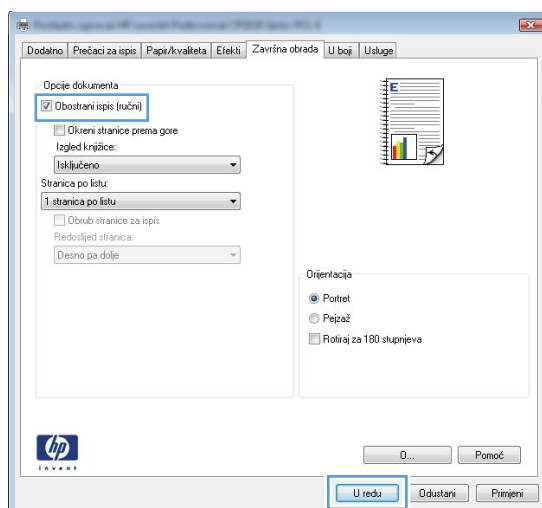 Dodatno Prečaci za ispis Papir/kvaliteta Efekti Završna obrada U boji Usluge
Opcije dokumenta
Obostrani ispis (ručni)
Okreni stranice prema gore
Izgled knjižice:
Isključeno
Stranica po listu:
1 stranica po listu
Obrub stranice za ispis
Redoslijed stranica:
Desno pa dolje
E
Orijentacija
Portret
Pejzaž
Rotiraj za 180 stupnjeva
hp
invent
O... Pomoć
U redu Odustani Primijeni